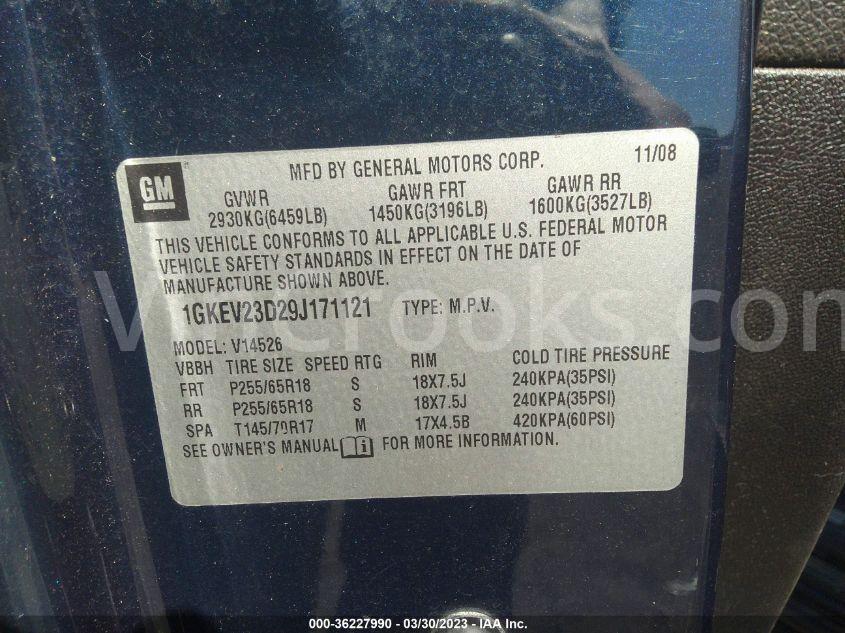 MFD BY GENERAL MOTORS CORP. 11/08
GM
GVWR GAWR FRT GAWR RR
2930KG(6459LB) 1450KG(3196LB) 1600KG(3527LB)
THIS VEHICLE CONFORMS TO ALL APPLICABLE U.S. FEDERAL MOTOR
VEHICLE SAFETY STANDARDS IN EFFECT ON THE DATE OF
MANUFACTURE SHOWN ABOVE.
1GKEV23D29J171121 TYPE: M.P.V.
MODEL: V14526
VBBH TIRE SIZE SPEED RTG RIM COLD TIRE PRESSURE
FRT P255/65R18 S 18X7.5J 240KPA(35PSI)
RR P255/65R18 S 18X7.5J 240KPA(35PSI)
SPA T145/70R17 M 17X4.5B 420KPA(60PSI)
SEE OWNER'S MANUAL i FOR MORE INFORMATION.
000-36227990 — 03/30/2023 — IAA Inc.